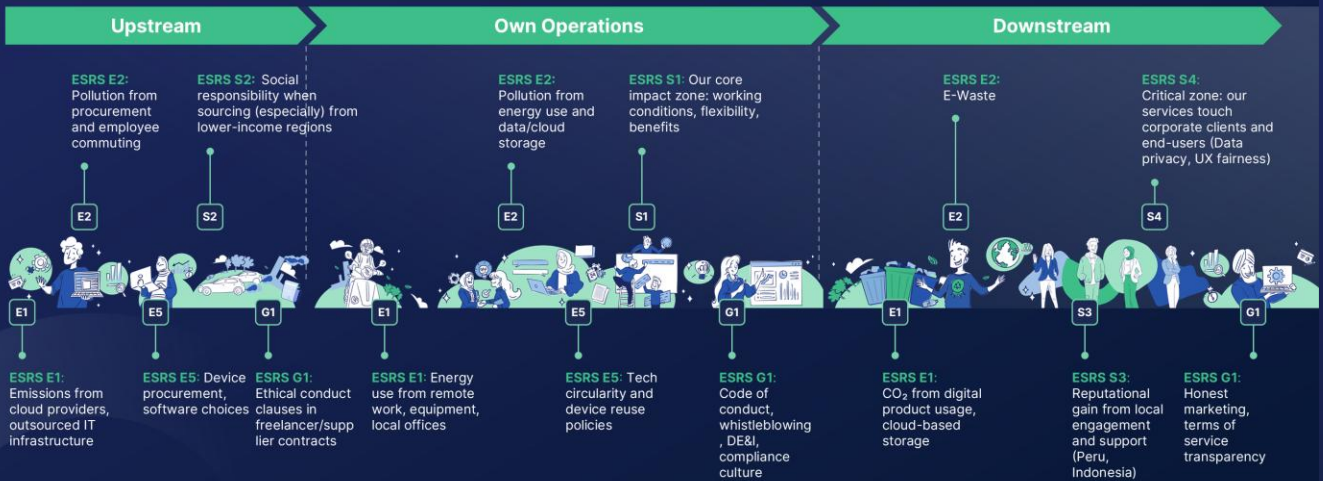 Upstream
Own Operations
Downstream
ESRS E2:
Pollution from
procurement
and employee
commuting
ESRS S2: Social
responsibility when
sourcing (especially) from
lower-income regions
ESRS E2:
Pollution from
energy use and
data/cloud
storage
ESRS S1: Our core
impact zone: working
conditions, flexibility,
benefits
ESRS E2:
E-Waste
ESRS S4:
Critical zone: our
services touch
corporate clients and
end-users (Data
privacy, UX fairness)
E2
S2
E2
S1
E2
S4
E1
E5
G1
E1
E5
G1
E1
S3
G1
ESRS E1:
Emissions from
cloud providers,
outsourced IT
infrastructure
ESRS E5: Device
procurement,
software choices
ESRS G1:
Ethical conduct
clauses in
freelancer/supp
lier contracts
ESRS E1: Energy
use from remote
work, equipment,
local offices
ESRS E5: Tech
circularity and
device reuse
policies
ESRS G1:
Code of
conduct,
whistleblowing
, DE&I,
compliance
culture
ESRS E1:
CO₂ from digital
product usage,
cloud-based
storage
ESRS S3:
Reputational
gain from local
engagement
and support
(Peru,
Indonesia)
ESRS G1:
Honest
marketing,
terms of
service
transparency